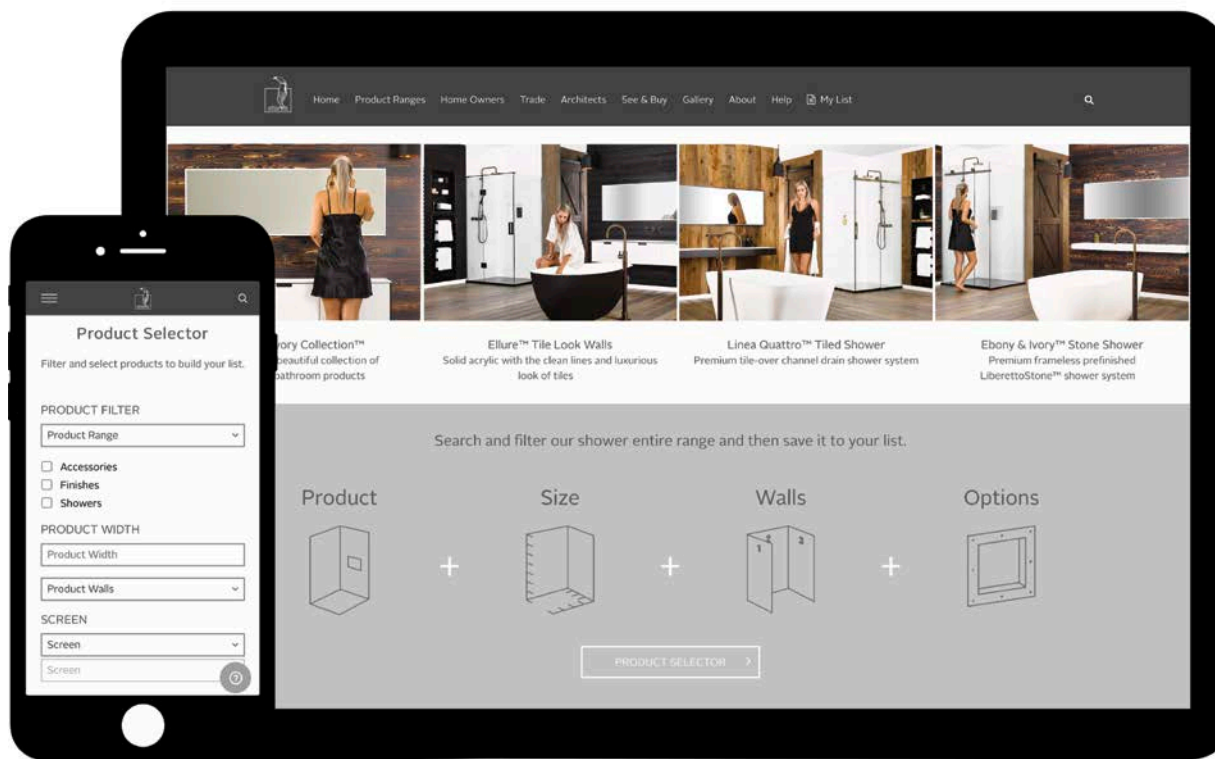 Home Product Ranges Home Owners Trade Architects See & Buy Gallery About Help My List
ory Collection™
beautiful collection of
bathroom products
Ellure™ Tile Look Walls
Solid acrylic with the clean lines and luxurious
look of tiles
Linea Quattro™ Tiled Shower
Premium tile-over channel drain shower system
Ebony & Ivory™ Stone Shower
Premium frameless prefinished
LiberettoStone™ shower system
Search and filter our shower entire range and then save it to your list.
Product + Size + Walls + Options
1 2 3
PRODUCT SELECTOR
Product Selector
Filter and select products to build your list.
PRODUCT FILTER
Product Range
Accessories
Finishes
Showers
PRODUCT WIDTH
Product Width
Product Walls
SCREEN
Screen
Screen